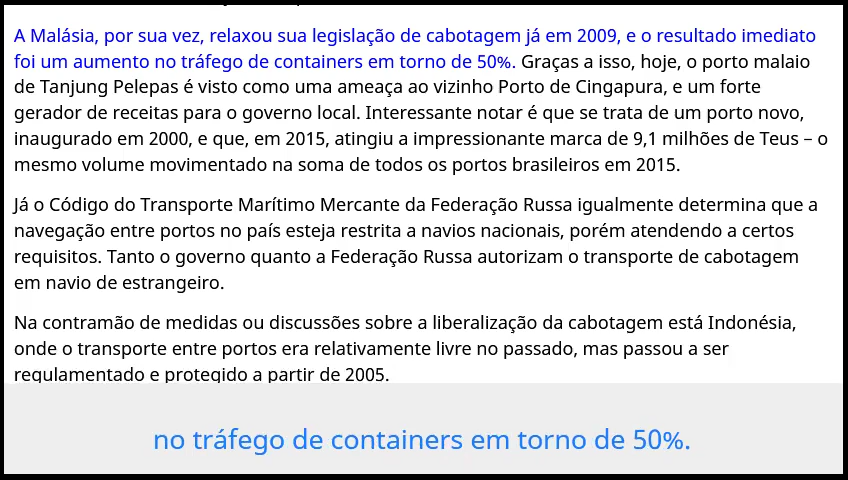 A Malásia, por sua vez, relaxou sua legislação de cabotagem já em 2009, e o resultado imediato
foi um aumento no tráfego de containers em torno de 50%. Graças a isso, hoje, o porto malaio
de Tanjung Pelepas é visto como uma ameaça ao vizinho Porto de Cingapura, e um forte
gerador de receitas para o governo local. Interessante notar é que se trata de um porto novo,
inaugurado em 2000, e que, em 2015, atingiu a impressionante marca de 9,1 milhões de Teus – o
mesmo volume movimentado na soma de todos os portos brasileiros em 2015.
Já o Código do Transporte Marítimo Mercante da Federação Russa igualmente determina que a
navegação entre portos no país esteja restrita a navios nacionais, porém atendendo a certos
requisitos. Tanto o governo quanto a Federação Russa autorizam o transporte de cabotagem
em navio de estrangeiro.
Na contramão de medidas ou discussões sobre a liberalização da cabotagem está Indonésia,
onde o transporte entre portos era relativamente livre no passado, mas passou a ser
regulamentado e protegido a partir de 2005.
no tráfego de containers em torno de 50%.